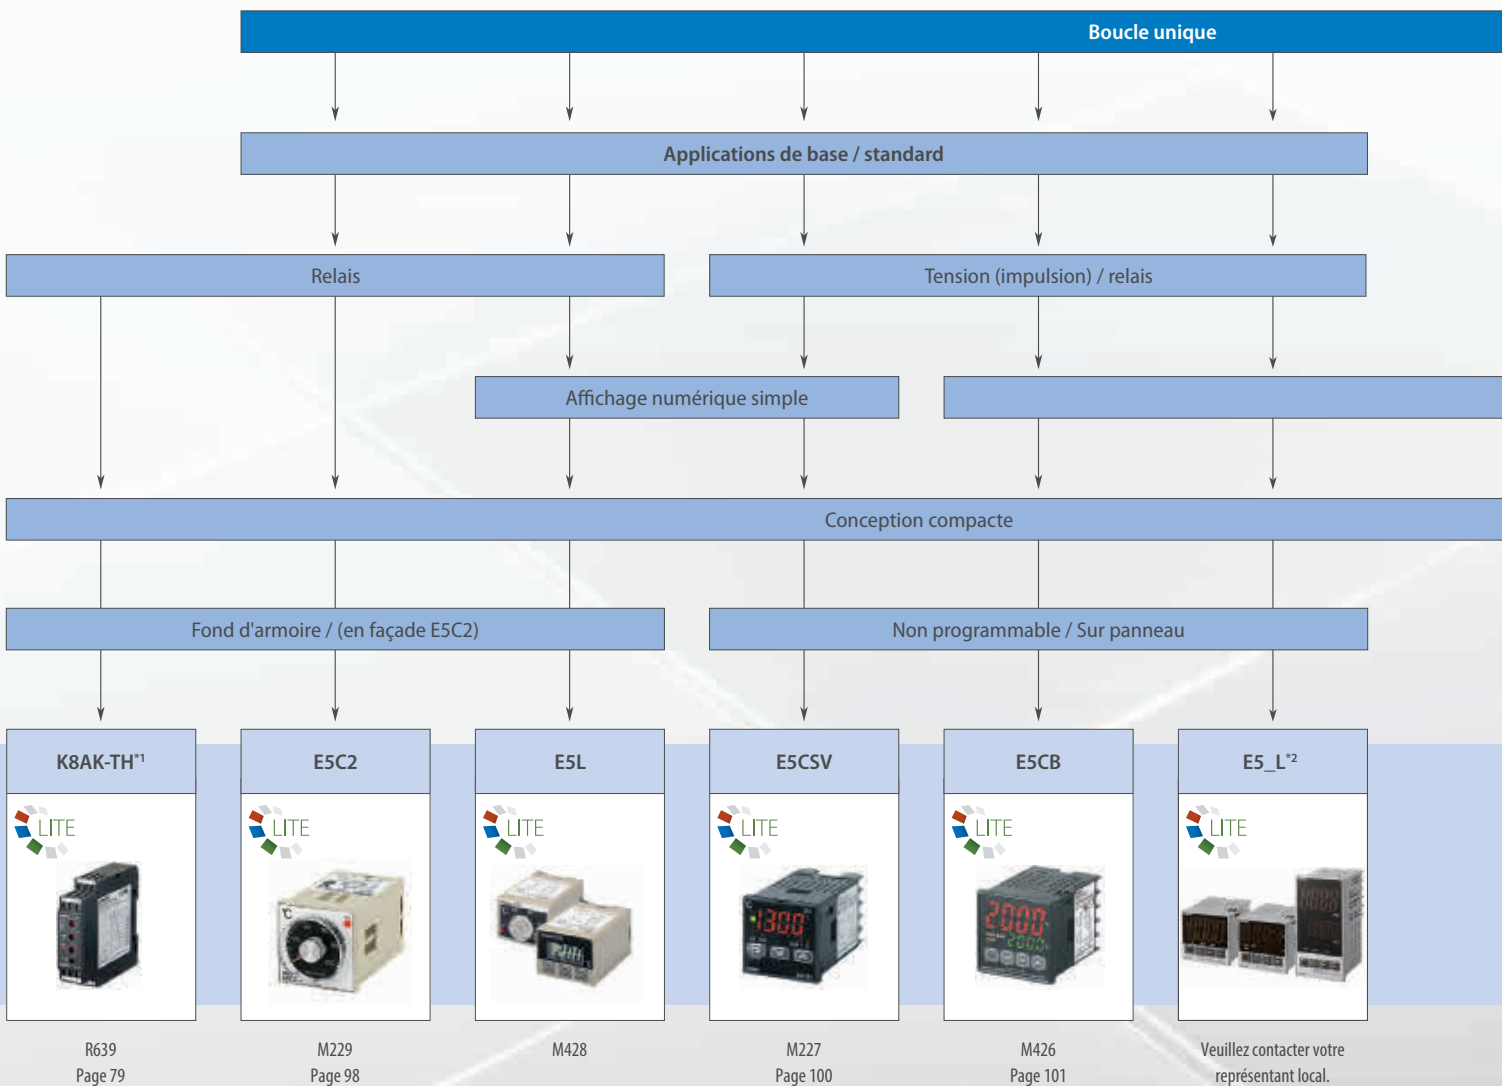 Boucle unique
Applications de base / standard
Relais
Tension (impulsion) / relais
Affichage numérique simple
Conception compacte
Fond d'armoire / (en façade E5C2)
Non programmable / Sur panneau
K8AK-TH*1
E5C2
E5L
E5CSV
E5CB
E5_L*2
LITE
LITE
LITE
LITE
LITE
LITE
°C
1300
2000
2000
R639
Page 79
M229
Page 98
M428
M227
Page 100
M426
Page 101
Veuillez contacter votre
représentant local.